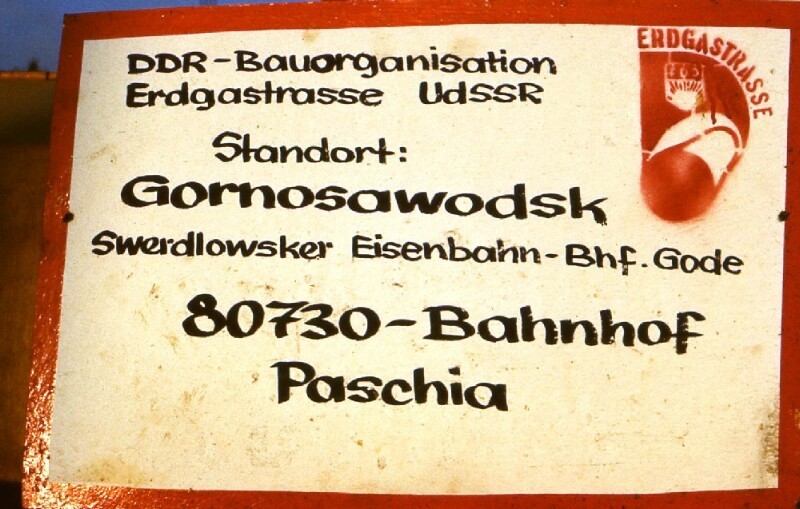 DDR-Bauorganisation
Erdgastrasse UdSSR
ERDGASTRASSE
Standort:
Gornosawodsk
Swerdlowsker Eisenbahn-Bhf.Gode
80730-Bahnhof
Paschia